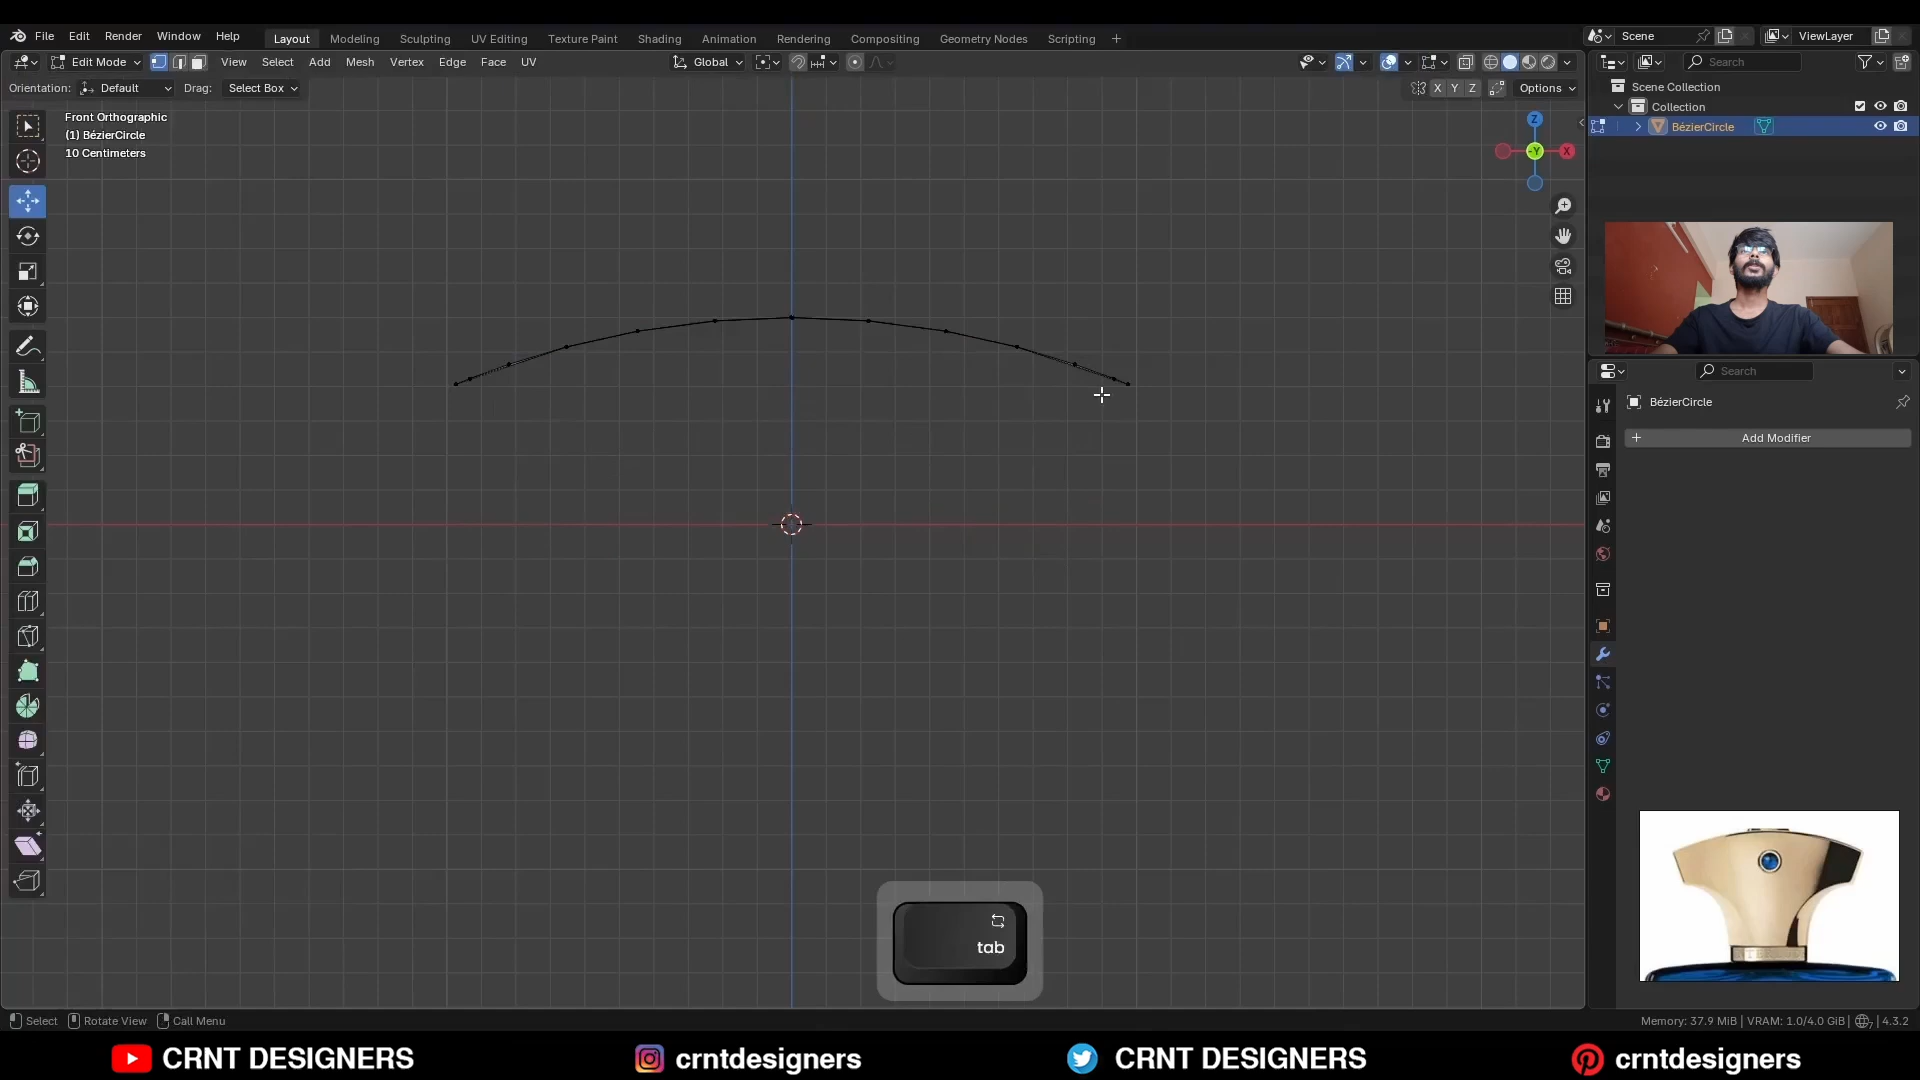 File Edit Render Window Help Layout Modeling Sculpting UV Editing Texture Paint Shading Animation Rendering Compositing Geometry Nodes Scripting + Scene ViewLayer
Edit Mode View Select Add Mesh Vertex Edge Face UV Global Search
Orientation: Default Drag: Select Box X Y Z Options
Scene Collection
Collection
BézierCircle
Front Orthographic
(1) BézierCircle
10 Centimeters
Z
-Y X
Search
BézierCircle
+ Add Modifier
tab
Select Rotate View Call Menu Memory: 37.9 MiB | VRAM: 1.0/4.0 GiB | 7 | 4.3.2
CRNT DESIGNERS crntdesigners CRNT DESIGNERS crntdesigners